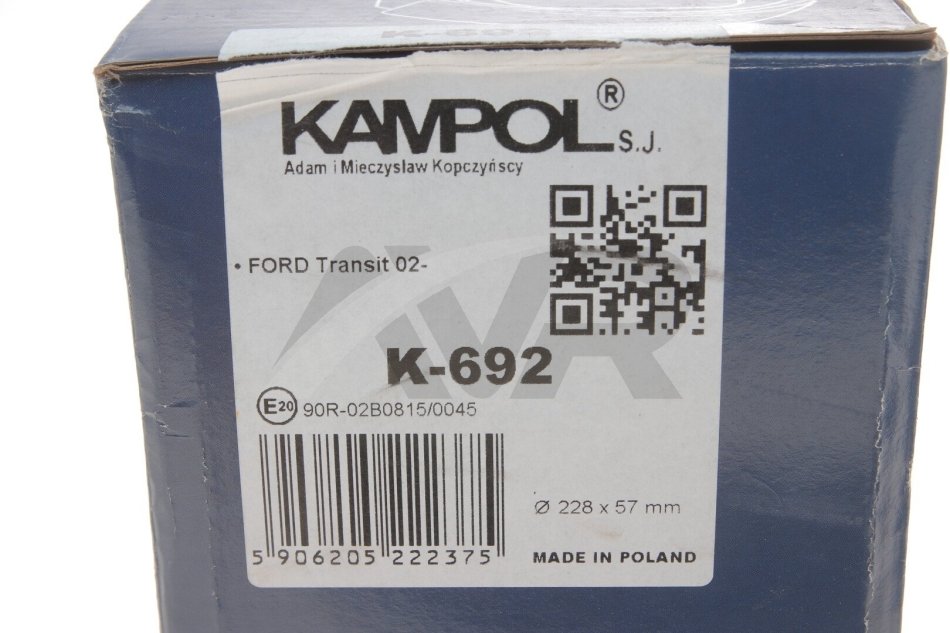 KAMPOL® S.J.
Adam i Mieczysław Kopczyńscy
• FORD Transit 02-
K-692
E20 90R-02B0815/0045
5 906205 222375
Ø 228 x 57 mm
MADE IN POLAND